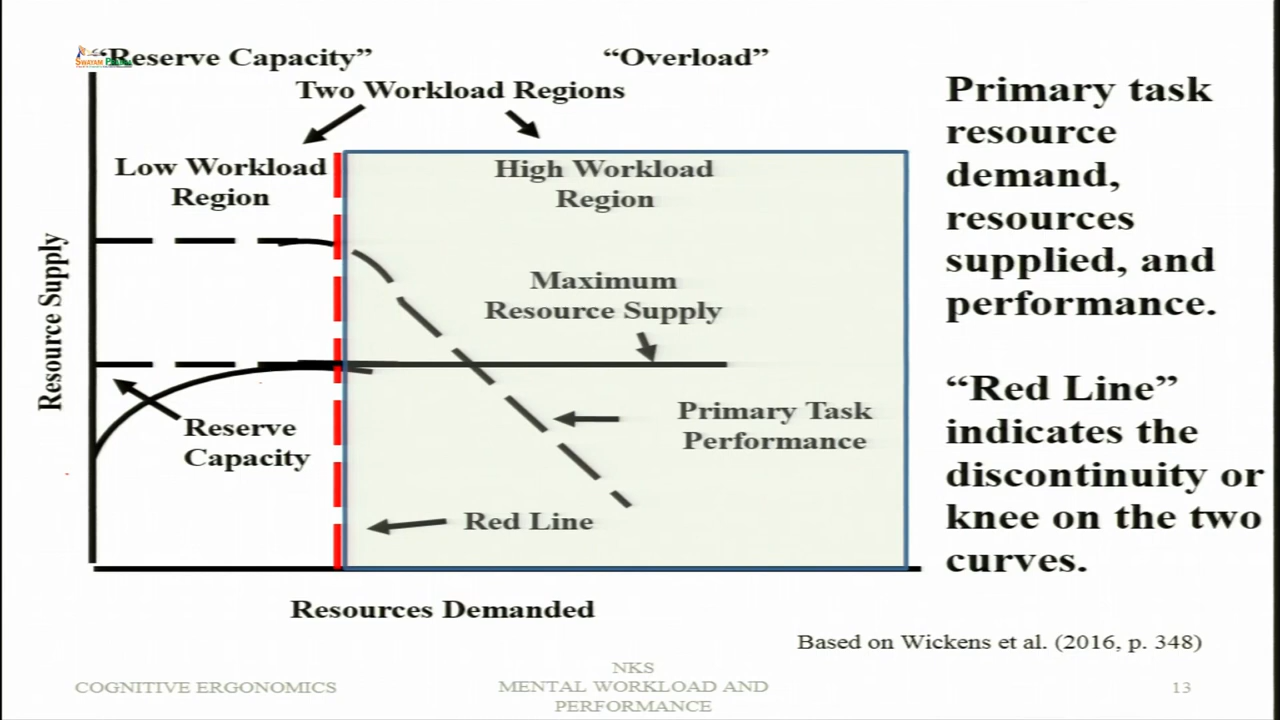 “Reserve Capacity”
“Overload”
Two Workload Regions
Low Workload
Region
High Workload
Region
Maximum
Resource Supply
Resource Supply
Reserve
Capacity
Primary Task
Performance
Red Line
Resources Demanded
Primary task
resource
demand,
resources
supplied, and
performance.
“Red Line”
indicates the
discontinuity or
knee on the two
curves.
Based on Wickens et al. (2016, p. 348)
COGNITIVE ERGONOMICS
NKS
MENTAL WORKLOAD AND
PERFORMANCE
13